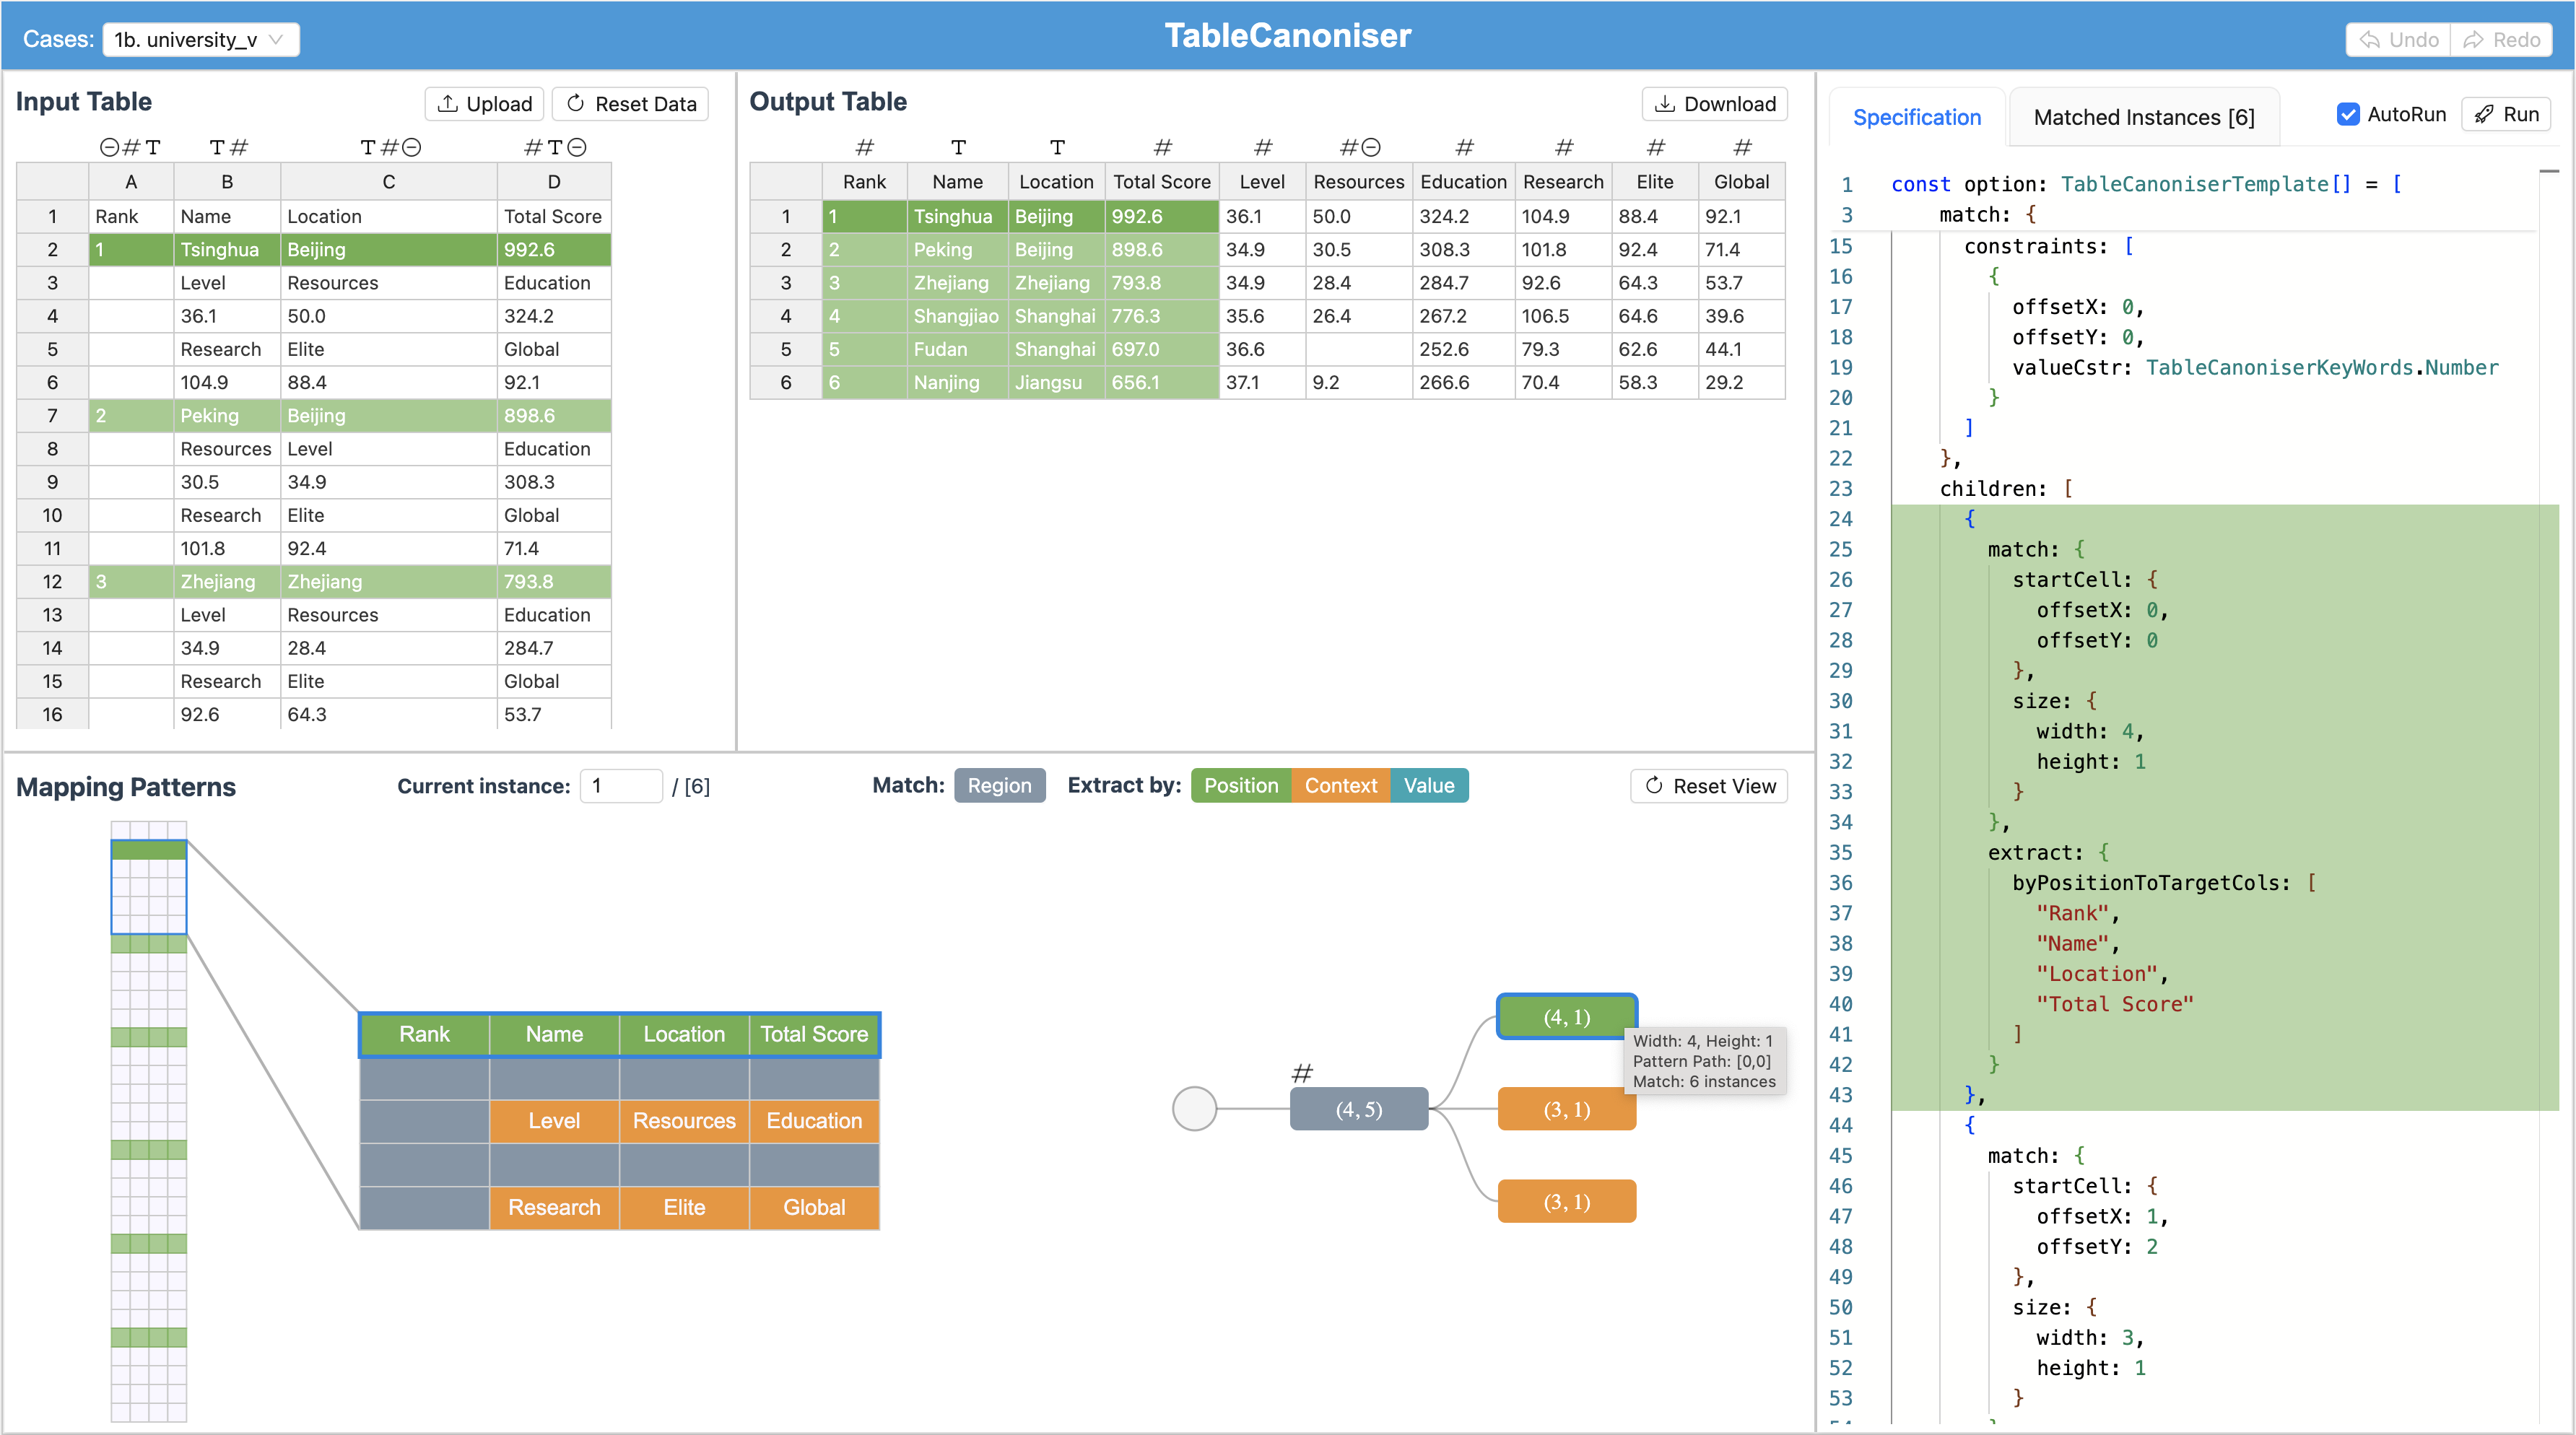 Cases: 1b. university_v TableCanoniser Undo Redo
Input Table Upload Reset Data
# T T # T # # T
A B C D
1 Rank Name Location Total Score
2 1 Tsinghua Beijing 992.6
3 Level Resources Education
4 36.1 50.0 324.2
5 Research Elite Global
6 104.9 88.4 92.1
7 2 Peking Beijing 898.6
8 Resources Level Education
9 30.5 34.9 308.3
10 Research Elite Global
11 101.8 92.4 71.4
12 3 Zhejiang Zhejiang 793.8
13 Level Resources Education
14 34.9 28.4 284.7
15 Research Elite Global
16 92.6 64.3 53.7
Output Table Download
# T T # # # # # # #
Rank Name Location Total Score Level Resources Education Research Elite Global
1 1 Tsinghua Beijing 992.6 36.1 50.0 324.2 104.9 88.4 92.1
2 2 Peking Beijing 898.6 34.9 30.5 308.3 101.8 92.4 71.4
3 3 Zhejiang Zhejiang 793.8 34.9 28.4 284.7 92.6 64.3 53.7
4 4 Shangjiao Shanghai 776.3 35.6 26.4 267.2 106.5 64.6 39.6
5 5 Fudan Shanghai 697.0 36.6 252.6 79.3 62.6 44.1
6 6 Nanjing Jiangsu 656.1 37.1 9.2 266.6 70.4 58.3 29.2
Mapping Patterns Current instance: 1 / [6] Match: Region Extract by: Position Context Value Reset View
Rank Name Location Total Score
Level Resources Education
Research Elite Global
#
(4, 5)
(4, 1)
(3, 1)
(3, 1)
Width: 4, Height: 1
Pattern Path: [0,0]
Match: 6 instances
Specification Matched Instances [6] AutoRun Run
1 const option: TableCanoniserTemplate[] = [
3 match: {
15 constraints: [
16 {
17 offsetX: 0,
18 offsetY: 0,
19 valueCstr: TableCanoniserKeyWords.Number
20 }
21 ]
22 },
23 children: [
24 {
25 match: {
26 startCell: {
27 offsetX: 0,
28 offsetY: 0
29 },
30 size: {
31 width: 4,
32 height: 1
33 }
34 },
35 extract: {
36 byPositionToTargetCols: [
37 "Rank",
38 "Name",
39 "Location",
40 "Total Score"
41 ]
42 }
43 },
44 {
45 match: {
46 startCell: {
47 offsetX: 1,
48 offsetY: 2
49 },
50 size: {
51 width: 3,
52 height: 1
53 }